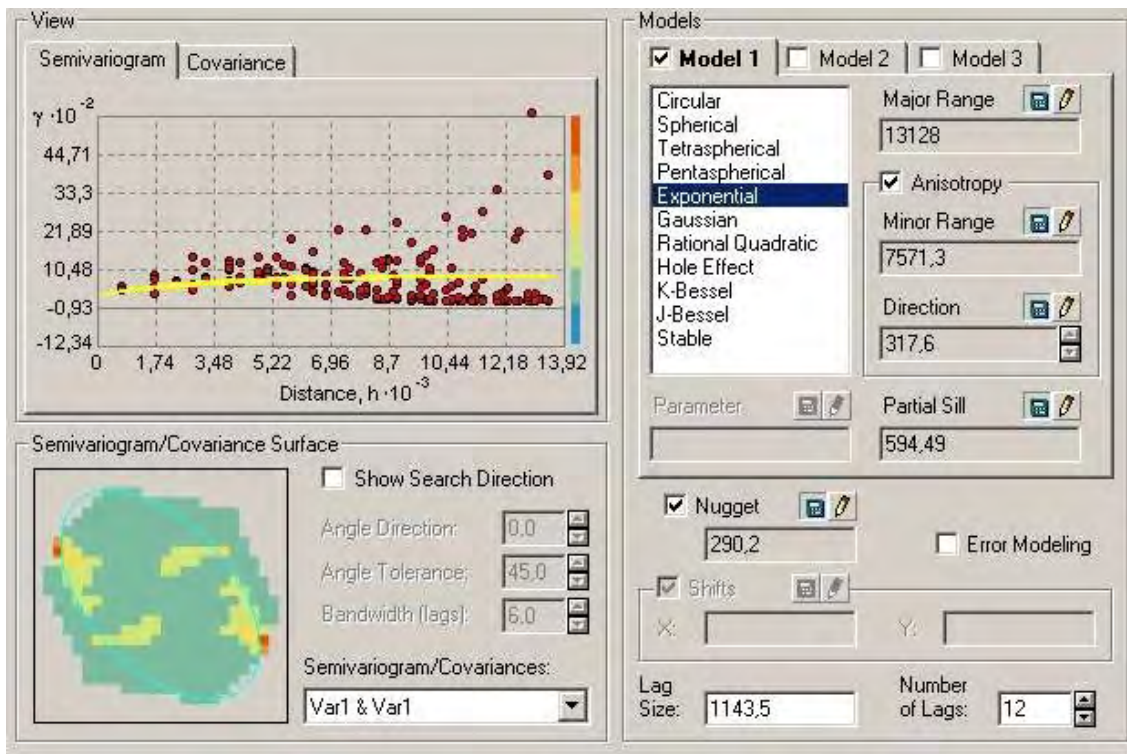 View
Semivariogram
Covariance
γ ·10 -2
44,71
33,3
21,89
10,48
-0,93
-12,34
0 1,74 3,48 5,22 6,96 8,7 10,44 12,18 13,92
Distance, h ·10 -3
Semivariogram/Covariance Surface
Show Search Direction
Angle Direction: 0,0
Angle Tolerance: 45,0
Bandwidth (lags): 6,0
Semivariogram/Covariances:
Var1 & Var1
Models
Model 1 Model 2 Model 3
Circular
Spherical
Tetraspherical
Pentaspherical
Exponential
Gaussian
Rational Quadratic
Hole Effect
K-Bessel
J-Bessel
Stable
Major Range
13128
Anisotropy
Minor Range
7571,3
Direction
317,6
Parameter
Partial Sill
594,49
Nugget
290,2
Error Modeling
Shifts
X: Y:
Lag
Size: 1143,5
Number
of Lags: 12